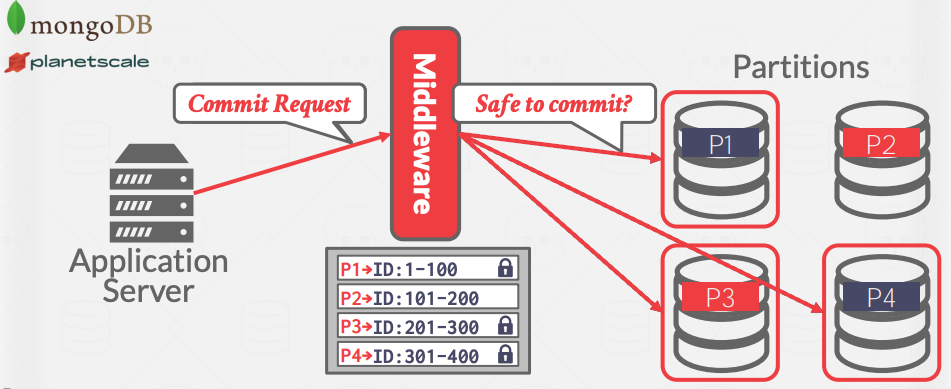 mongoDB
planetscale
Commit Request
Middleware
Safe to commit?
Partitions
P1
P2
Application
Server
P1→ID:1-100
P2→ID:101-200
P3→ID:201-300
P4→ID:301-400
P3
P4